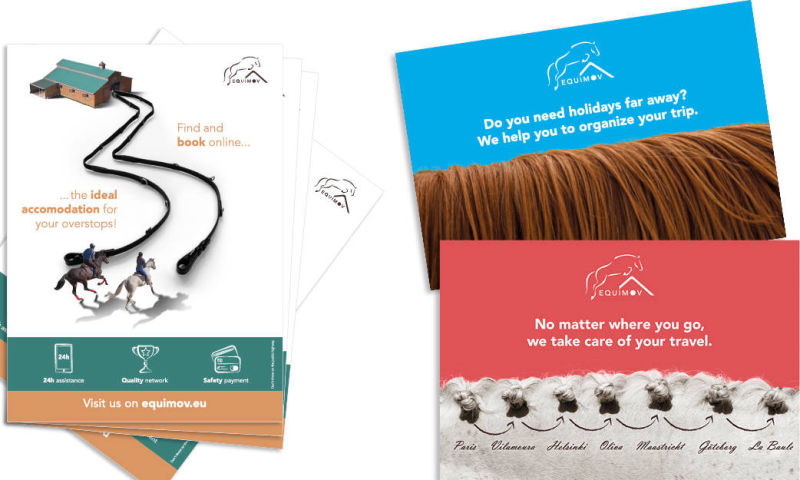 EQUIMOV
Find and
book online...
...the ideal
accomodation for
your overstops!
24h
24h assistance
Quality network
Safety payment
Visit us on equimov.eu
EQUIMOV
EQUIMOV
Do you need holidays far away?
We help you to organize your trip.
EQUIMOV
No matter where you go,
we take care of your travel.
Paris Vilamoura Helsinki Oliva Maastricht Göteborg La Baule